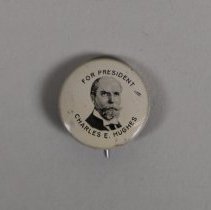 FOR PRESIDENT
CHARLES E. HUGHES